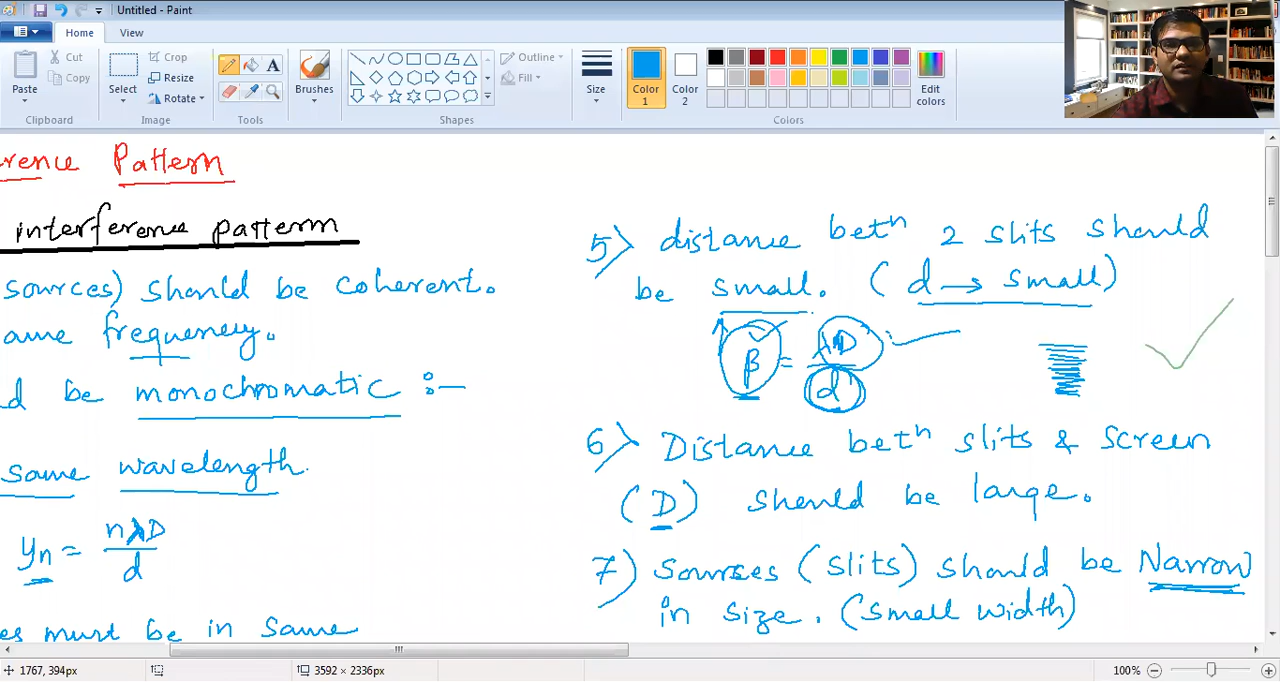 Untitled - Paint
Home
View
Paste
Cut
Copy
Clipboard
Select
Crop
Resize
Rotate
Image
A
Tools
Brushes
Outline
Fill
Shapes
Size
Color 1
Color 2
Edit colors
Colors
rence Pattern
interference patterm
sources) should be coherent.
ame frequency.
d be monochromatic :-
same wavelength.
yn = nλD
d
es must be in same
5) distance betn 2 slits should
be small. (d → small)
β = λD
d
6) Distance betn slits & screen
(D) should be large.
7) Sources (slits) should be Narrow
in size. (small width)
1767, 394px
3592 × 2336px
100%